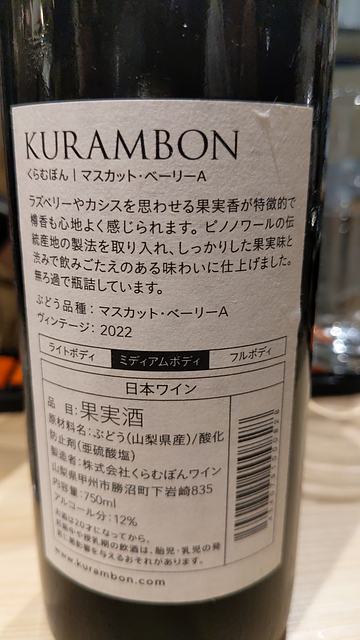 KURAMBON
くらむぼん | マスカット・ベーリーA
ラズベリーやカシスを思わせる果実香が特徴的で
樽香も心地よく感じられます。ピノノワールの伝
統産地の製法を取り入れ、しっかりした果実味と
渋みで飲みごたえのある味わいに仕上げました。
無ろ過で瓶詰しています。
ぶどう品種：マスカット・ベーリーA
ヴィンテージ：2022
ライトボディ ミディアムボディ フルボディ
日本ワイン
品 目：果実酒
原材料名：ぶどう(山梨県産)/酸化
防止剤(亜硫酸塩)
製造者：株式会社くらむぼんワイン
山梨県甲州市勝沼町下岩崎835
内容量：750ml
アルコール分：12%
お酒は20才になってから。
お酒中や授乳期の飲酒は、胎児・乳児の発
育に悪影響を与えるおそれがあります。
www.kurambon.com